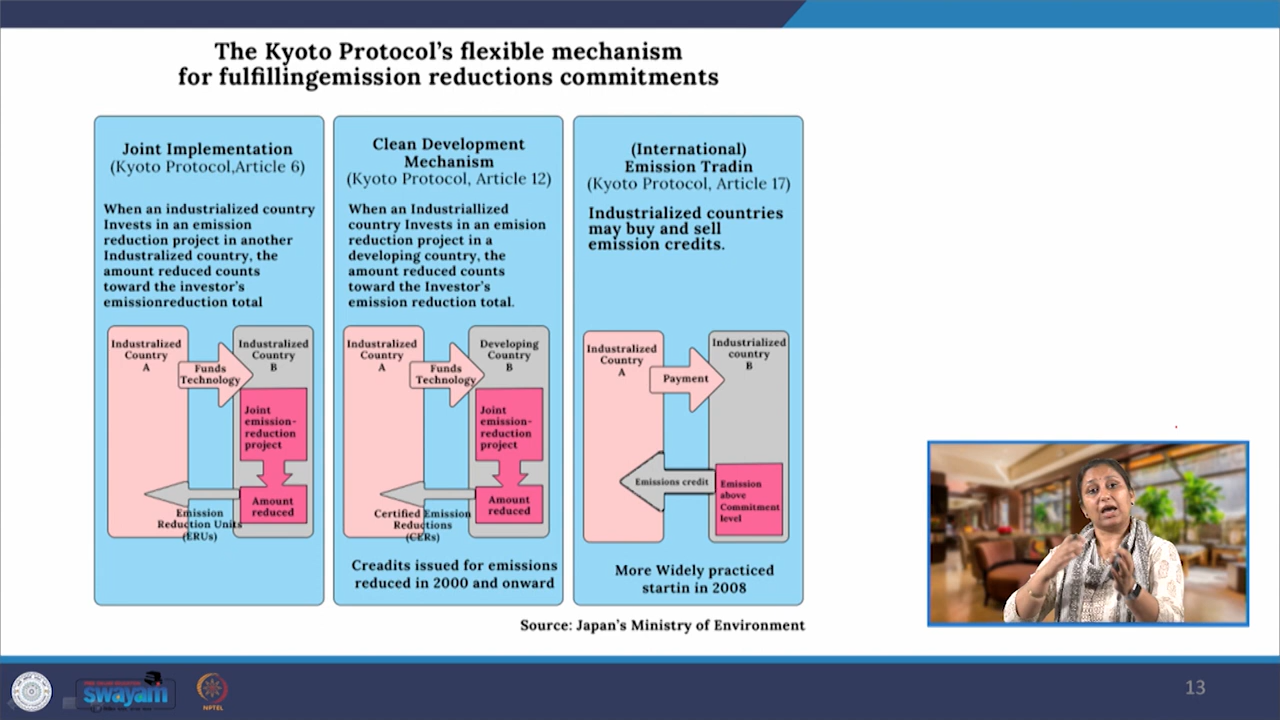 The Kyoto Protocol's flexible mechanism
for fulfillingemission reductions commitments
Joint Implementation
(Kyoto Protocol,Article 6)
When an industrialized country
Invests in an emission
reduction project in another
Industralized country, the
amount reduced counts
toward the investor's
emissionreduction total
Industralized
Country
A
Funds
Technology
Industralized
Country
B
Joint
emission-
reduction
project
Amount
reduced
Emission
Reduction Units
(ERUs)
Clean Development
Mechanism
(Kyoto Protocol, Article 12)
When an Industriallized
country Invests in an emision
reduction project in a
developing country, the
amount reduced counts
toward the Investor's
emission reduction total.
Industralized
Country
A
Funds
Technology
Developing
Country
B
Joint
emission-
reduction
project
Amount
reduced
Certified Emission
Reductions
(CERs)
Creadits issued for emissions
reduced in 2000 and onward
(International)
Emission Tradin
(Kyoto Protocol, Article 17)
Industrialized countries
may buy and sell
emission credits.
Industralized
Country
A
Payment
Industrialized
country
B
Emissions credit
Emission
above
Commitment
level
More Widely practiced
startin in 2008
Source: Japan's Ministry of Environment
swayam
NPTEL
13